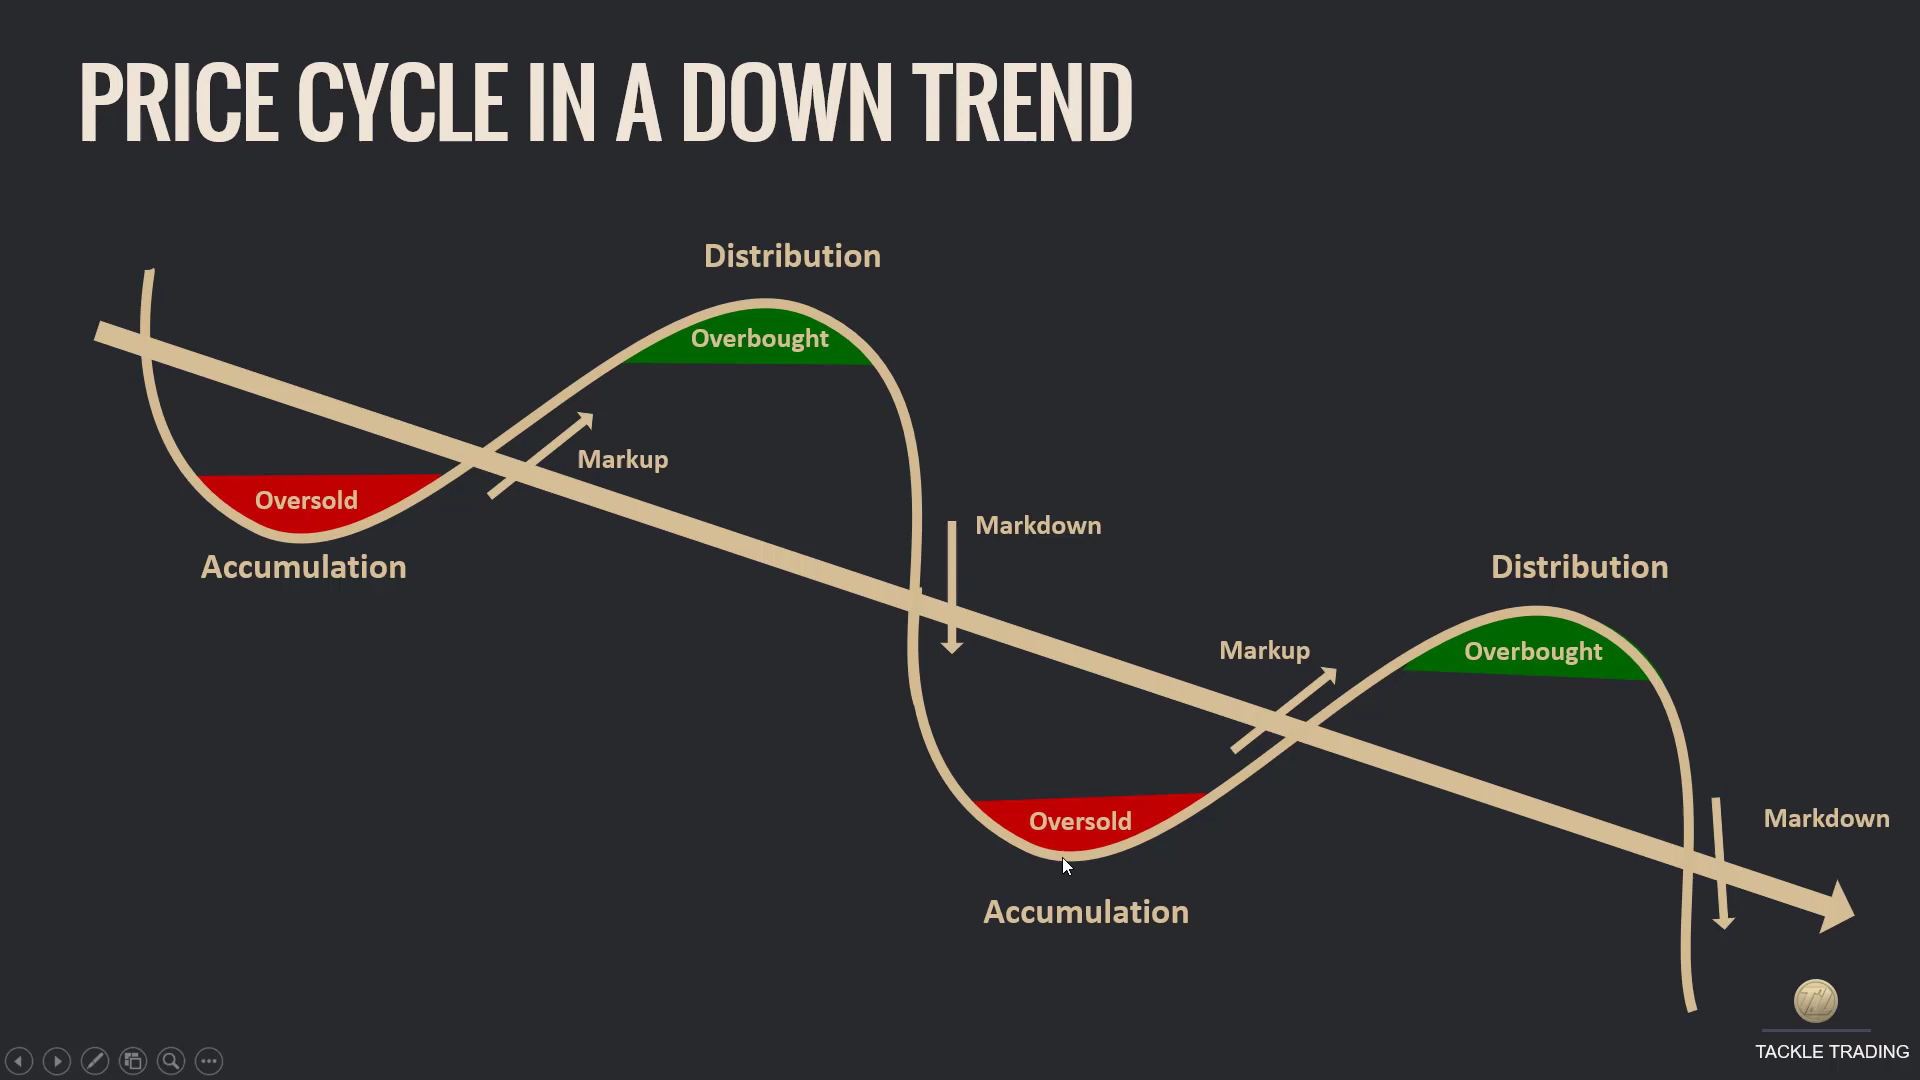 PRICE CYCLE IN A DOWN TREND
Distribution
Overbought
Markup
Oversold
Accumulation
Markdown
Distribution
Markup
Overbought
Oversold
Markdown
Accumulation
TACKLE TRADING